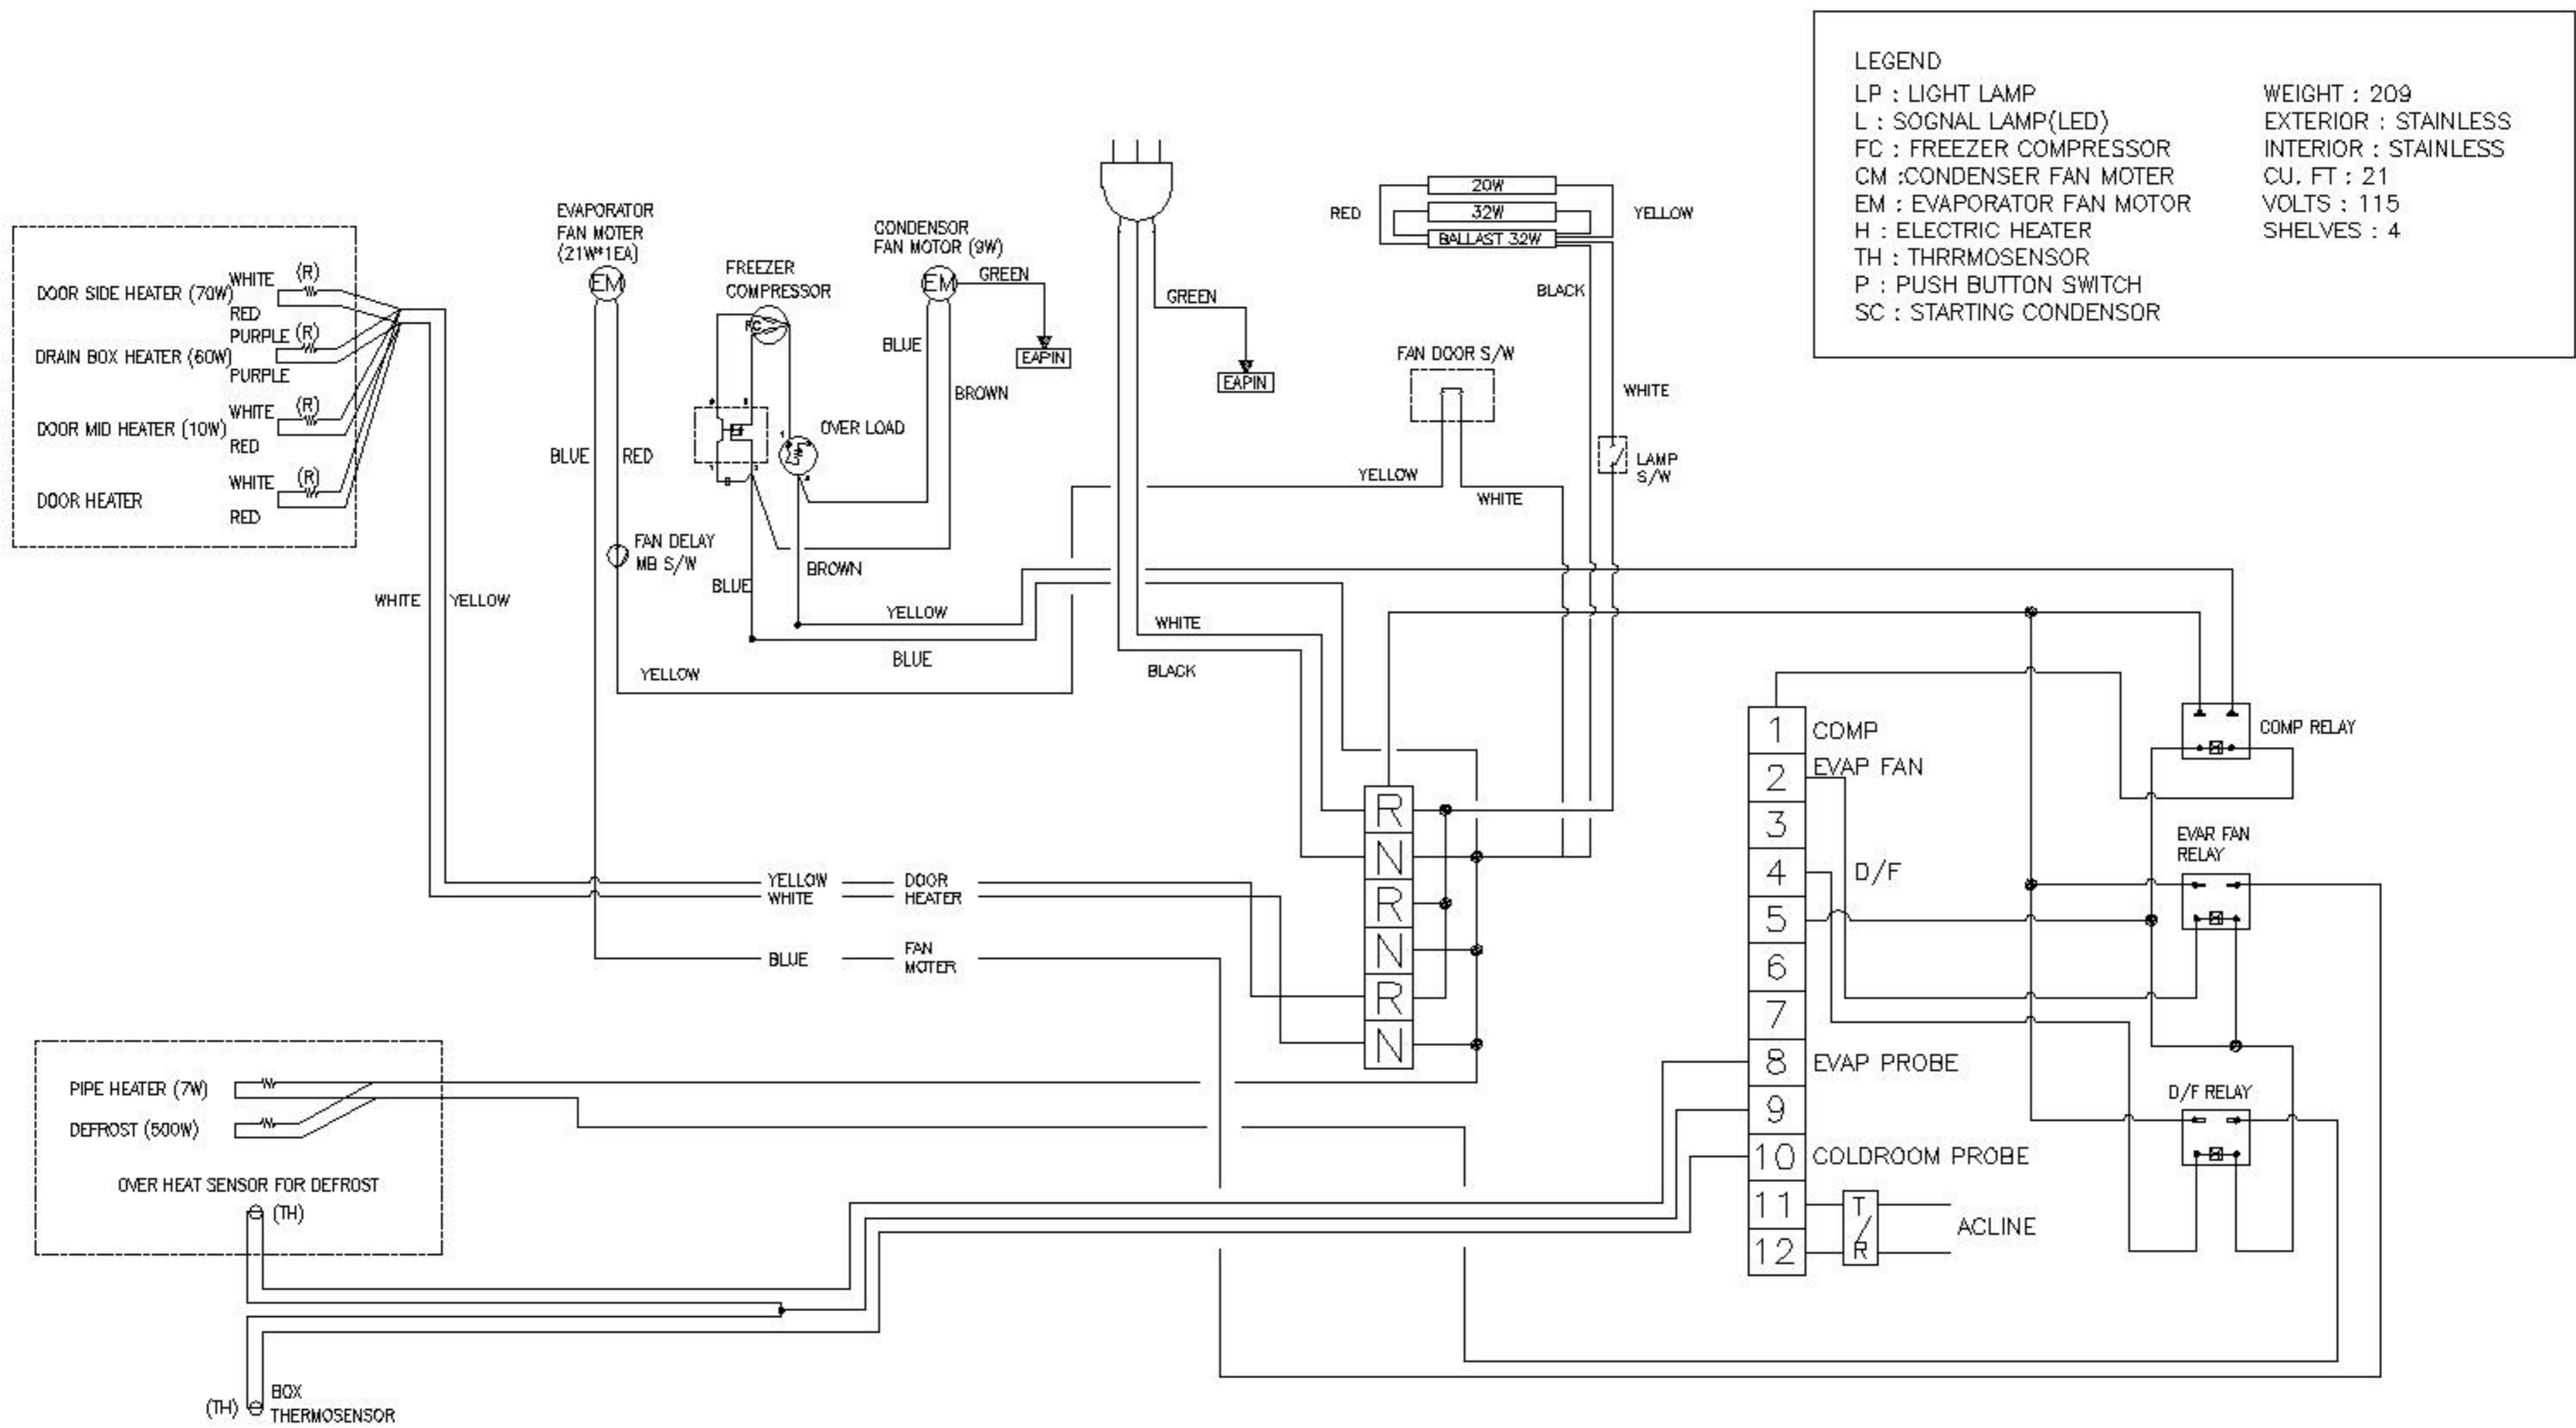 LEGEND
LP : LIGHT LAMP
L : SOGNAL LAMP(LED)
FC : FREEZER COMPRESSOR
CM :CONDENSER FAN MOTER
EM : EVAPORATOR FAN MOTOR
H : ELECTRIC HEATER
TH : THRRMOSENSOR
P : PUSH BUTTON SWITCH
SC : STARTING CONDENSOR
WEIGHT : 209
EXTERIOR : STAINLESS
INTERIOR : STAINLESS
CU. FT : 21
VOLTS : 115
SHELVES : 4
DOOR SIDE HEATER (70W)
WHITE
(R)
RED
DRAIN BOX HEATER (60W)
PURPLE
(R)
PURPLE
DOOR MID HEATER (10W)
WHITE
(R)
RED
DOOR HEATER
WHITE
(R)
RED
WHITE
YELLOW
EVAPORATOR
FAN MOTER
(21W*1EA)
EM
BLUE
RED
FAN DELAY
MB S/W
FREEZER
COMPRESSOR
FC
OVER LOAD
CONDENSOR
FAN MOTOR (9W)
EM
GREEN
EAPIN
BLUE
BROWN
BLUE
BROWN
YELLOW
BLUE
YELLOW
GREEN
EAPIN
WHITE
BLACK
20W
32W
BALLAST 32W
RED
YELLOW
BLACK
WHITE
FAN DOOR S/W
YELLOW
WHITE
LAMP
S/W
YELLOW
WHITE
DOOR
HEATER
BLUE
FAN
MOTER
R
N
R
N
R
N
1
COMP
2
EVAP FAN
3
4
D/F
5
6
7
8
EVAP PROBE
9
10
COLDROOM PROBE
11
12
T/R
ACLINE
COMP RELAY
EVAR FAN
RELAY
D/F RELAY
PIPE HEATER (7W)
DEFROST (500W)
OVER HEAT SENSOR FOR DEFROST
(TH)
(TH)
BOX
THERMOSENSOR